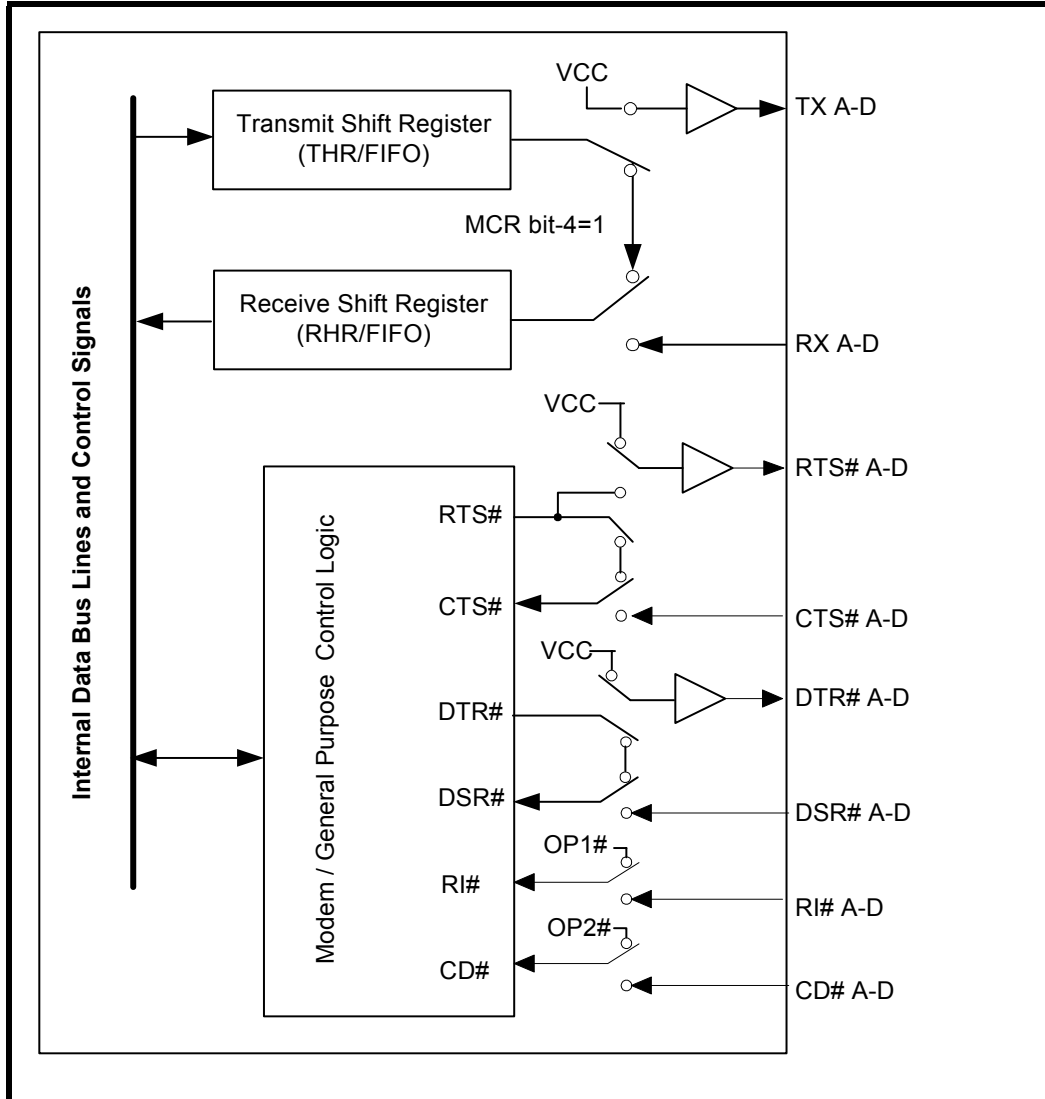 VCC
TX A-D
Transmit Shift Register
(THR/FIFO)
MCR bit-4=1
Receive Shift Register
(RHR/FIFO)
RX A-D
Internal Data Bus Lines and Control Signals
VCC
RTS# A-D
Modem / General Purpose Control Logic
RTS#
CTS#
CTS# A-D
VCC
DTR# A-D
DTR#
DSR#
DSR# A-D
OP1#
RI#
RI# A-D
OP2#
CD#
CD# A-D